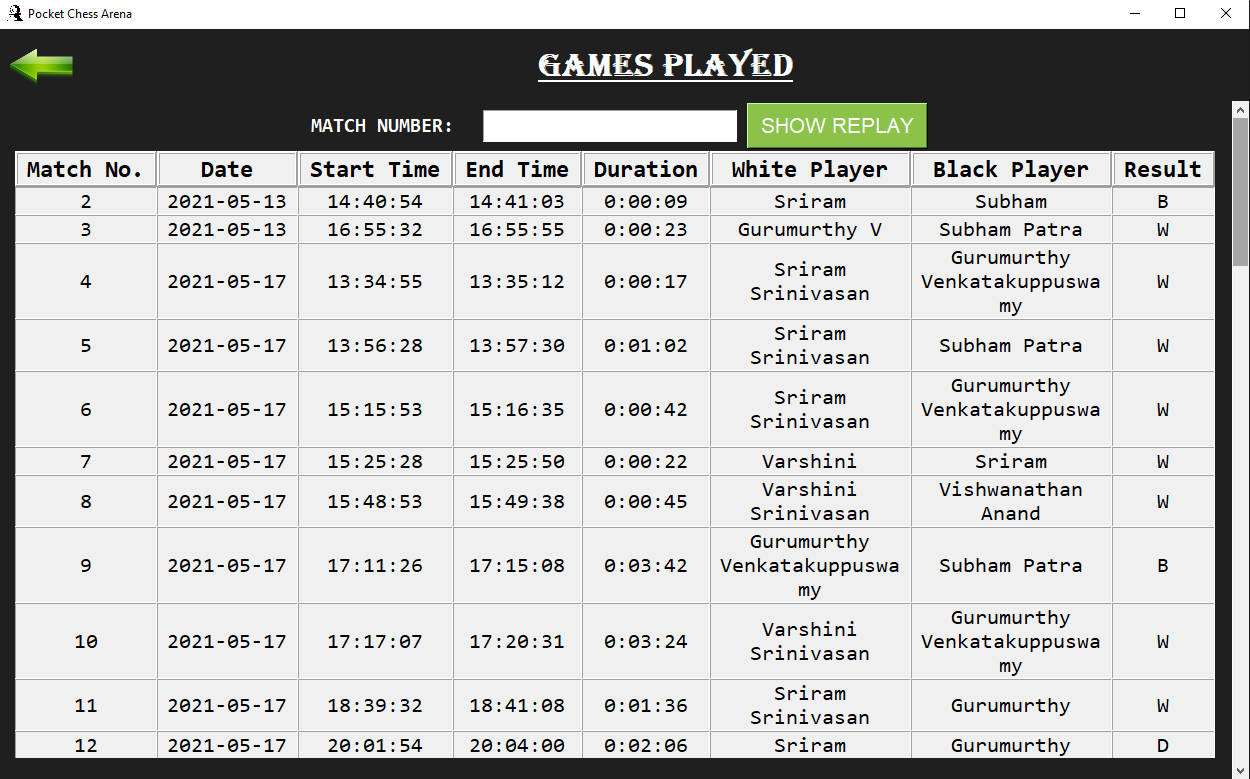 Pocket Chess Arena
GAMES PLAYED
MATCH NUMBER: SHOW REPLAY
Match No. Date Start Time End Time Duration White Player Black Player Result
2 2021-05-13 14:40:54 14:41:03 0:00:09 Sriram Subham B
3 2021-05-13 16:55:32 16:55:55 0:00:23 Gurumurthy V Subham Patra W
4 2021-05-17 13:34:55 13:35:12 0:00:17 Sriram Srinivasan Gurumurthy Venkatakuppuswamy W
5 2021-05-17 13:56:28 13:57:30 0:01:02 Sriram Srinivasan Subham Patra W
6 2021-05-17 15:15:53 15:16:35 0:00:42 Sriram Srinivasan Gurumurthy Venkatakuppuswamy W
7 2021-05-17 15:25:28 15:25:50 0:00:22 Varshini Sriram W
8 2021-05-17 15:48:53 15:49:38 0:00:45 Varshini Srinivasan Vishwanathan Anand W
9 2021-05-17 17:11:26 17:15:08 0:03:42 Gurumurthy Venkatakuppuswamy Subham Patra B
10 2021-05-17 17:17:07 17:20:31 0:03:24 Varshini Srinivasan Gurumurthy Venkatakuppuswamy W
11 2021-05-17 18:39:32 18:41:08 0:01:36 Sriram Srinivasan Gurumurthy W
12 2021-05-17 20:01:54 20:04:00 0:02:06 Sriram Gurumurthy D